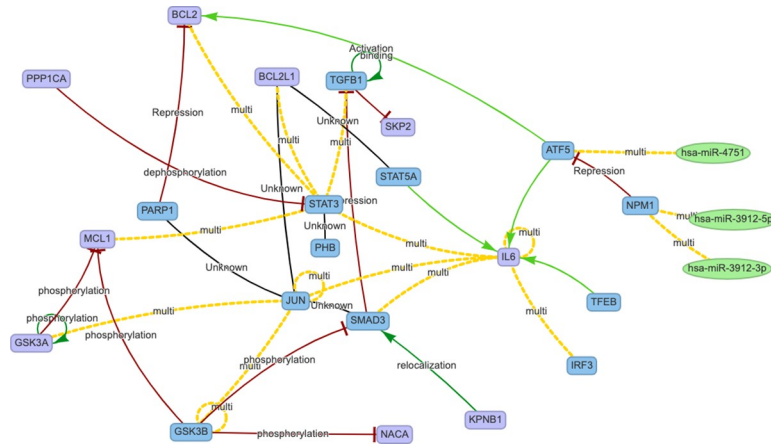 BCL2
Activation
binding
BCL2L1
TGFB1
PPP1CA
Repression
multi
Unknown
SKP2
multi
ATF5
multi
hsa-miR-4751
dephosphorylation
STAT5A
Repression
Unknown
STAT3
pression
NPM1
PARP1
multi
hsa-miR-3912-5p
MCL1
multi
Unknown
PHB
multi
multi
IL6
multi
hsa-miR-3912-3p
Unknown
multi
multi
phosphorylation
JUN
Unknown
TFEB
multi
phosphorylation
multi
SMAD3
phosphorylation
GSK3A
phosphorylation
multi
relocalization
IRF3
multi
KPNB1
GSK3B
phosphorylation
NACA